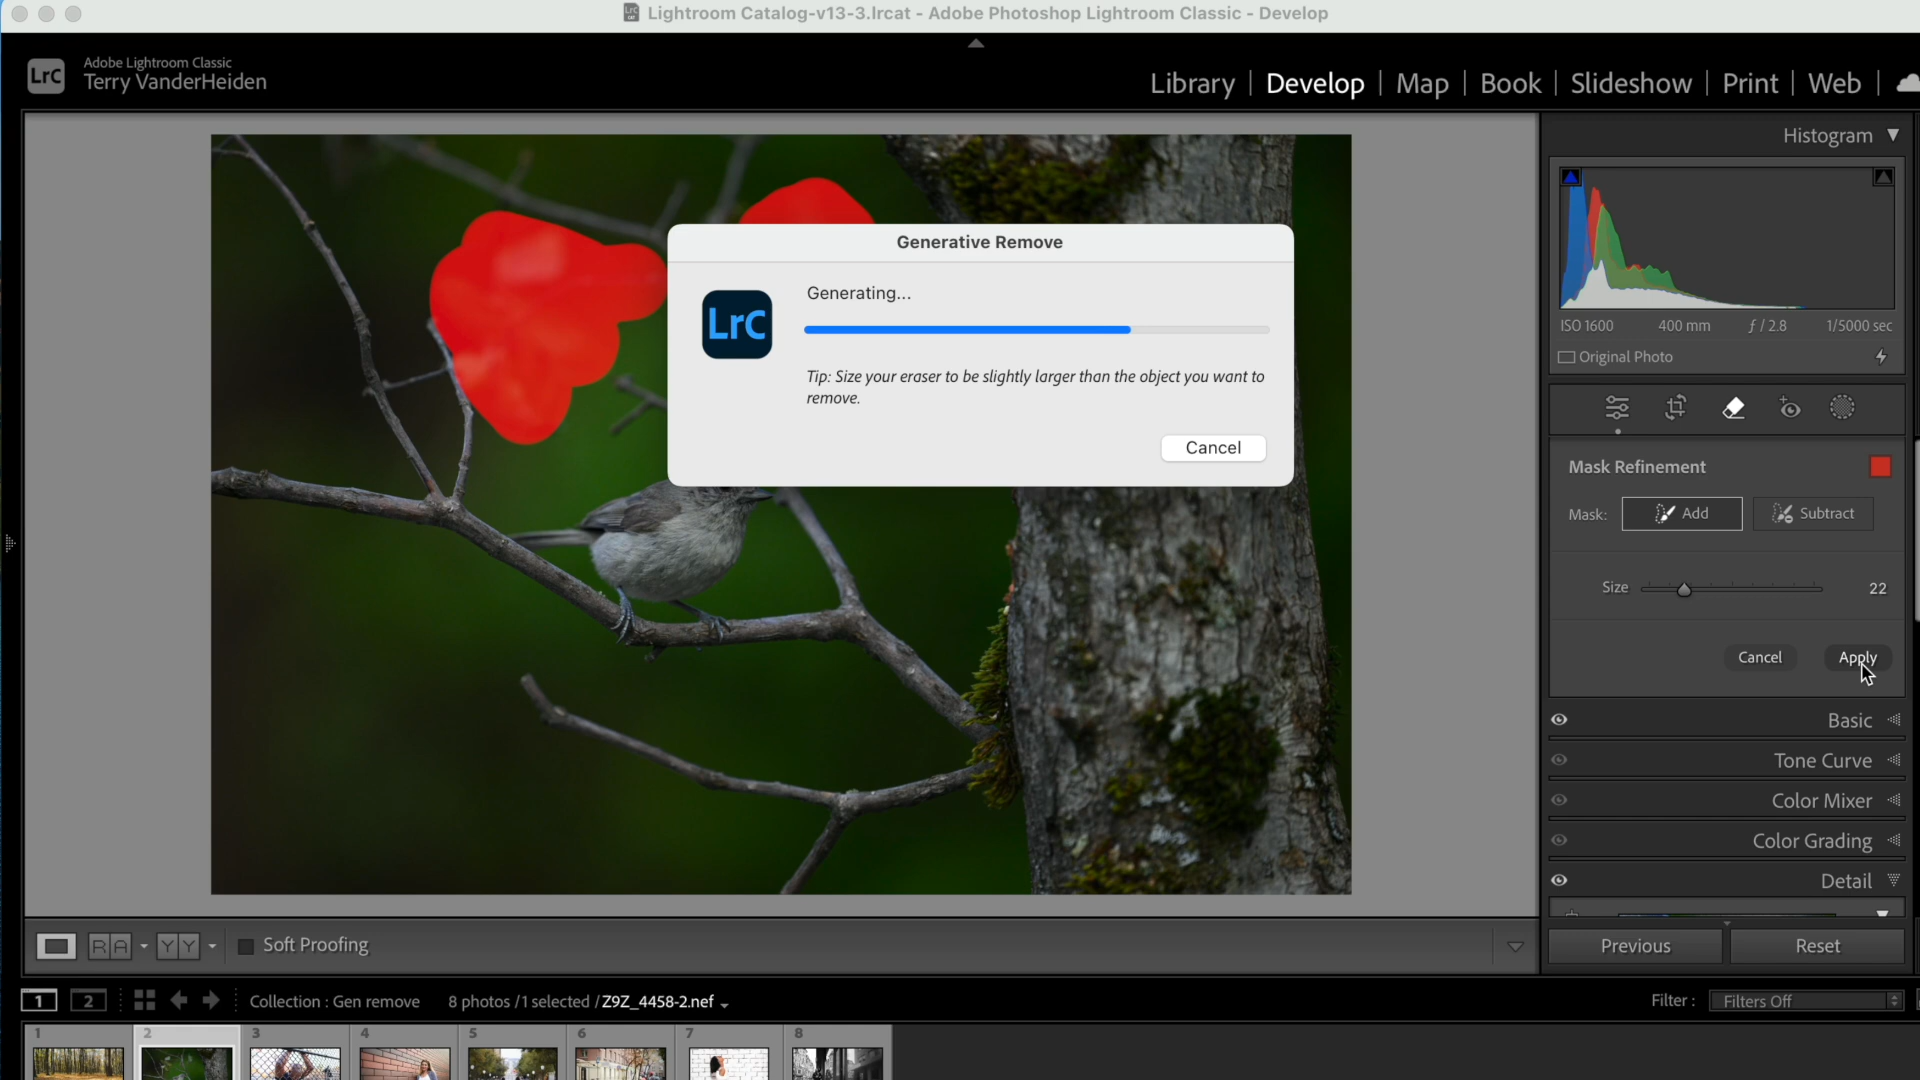 Lightroom Catalog-v13-3.lrcat - Adobe Photoshop Lightroom Classic - Develop
LrC
Adobe Lightroom Classic
Terry VanderHeiden
Library | Develop | Map | Book | Slideshow | Print | Web |
Histogram
ISO 1600 400 mm ƒ / 2.8 1/5000 sec
Original Photo
Generative Remove
Generating...
LrC
Tip: Size your eraser to be slightly larger than the object you want to
remove.
Cancel
Mask Refinement
Mask: Add Subtract
Size 22
Cancel Apply
Basic
Tone Curve
Color Mixer
Color Grading
Detail
Previous Reset
R A Y Y Soft Proofing
1 2 Collection : Gen remove 8 photos / 1 selected / Z9Z_4458-2.nef Filter : Filters Off
1 2 3 4 5 6 7 8